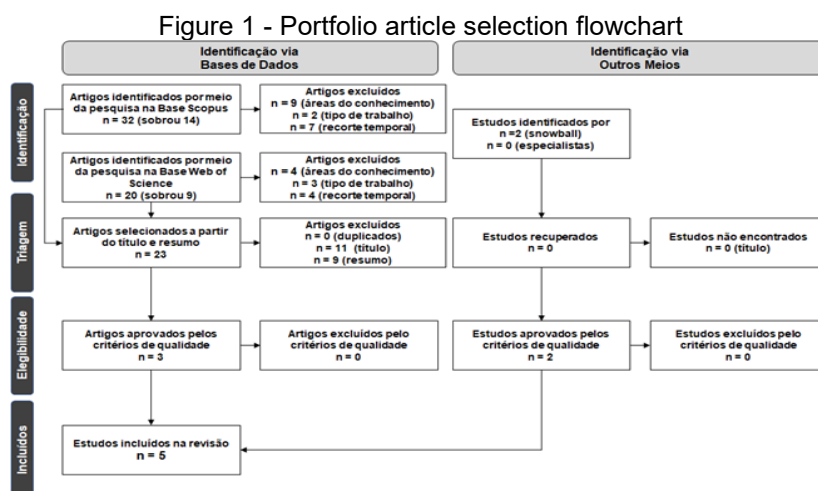 Figure 1 - Portfolio article selection flowchart
Identificação via
Bases de Dados
Identificação via
Outros Meios
Identificação
Artigos identificados por meio
da pesquisa na Base Scopus
n = 32 (sobrou 14)
Artigos excluídos
n = 9 (áreas do conhecimento)
n = 2 (tipo de trabalho)
n = 7 (recorte temporal)
Estudos identificados por
n =2 (snowball)
n = 0 (especialistas)
Artigos identificados por meio
da pesquisa na Base Web of
Science
n = 20 (sobrou 9)
Artigos excluídos
n = 4 (áreas do conhecimento)
n = 3 (tipo de trabalho)
n = 4 (recorte temporal)
Triagem
Artigos selecionados a partir
do título e resumo
n = 23
Artigos excluídos
n = 0 (duplicados)
n = 11 (título)
n = 9 (resumo)
Estudos recuperados
n = 0
Estudos não encontrados
n = 0 (título)
Elegibilidade
Artigos aprovados pelos
critérios de qualidade
n = 3
Artigos excluídos pelo
critérios de qualidade
n = 0
Estudos aprovados pelos
critérios de qualidade
n = 2
Estudos excluídos pelo
critérios de qualidade
n = 0
Incluídos
Estudos incluídos na revisão
n = 5